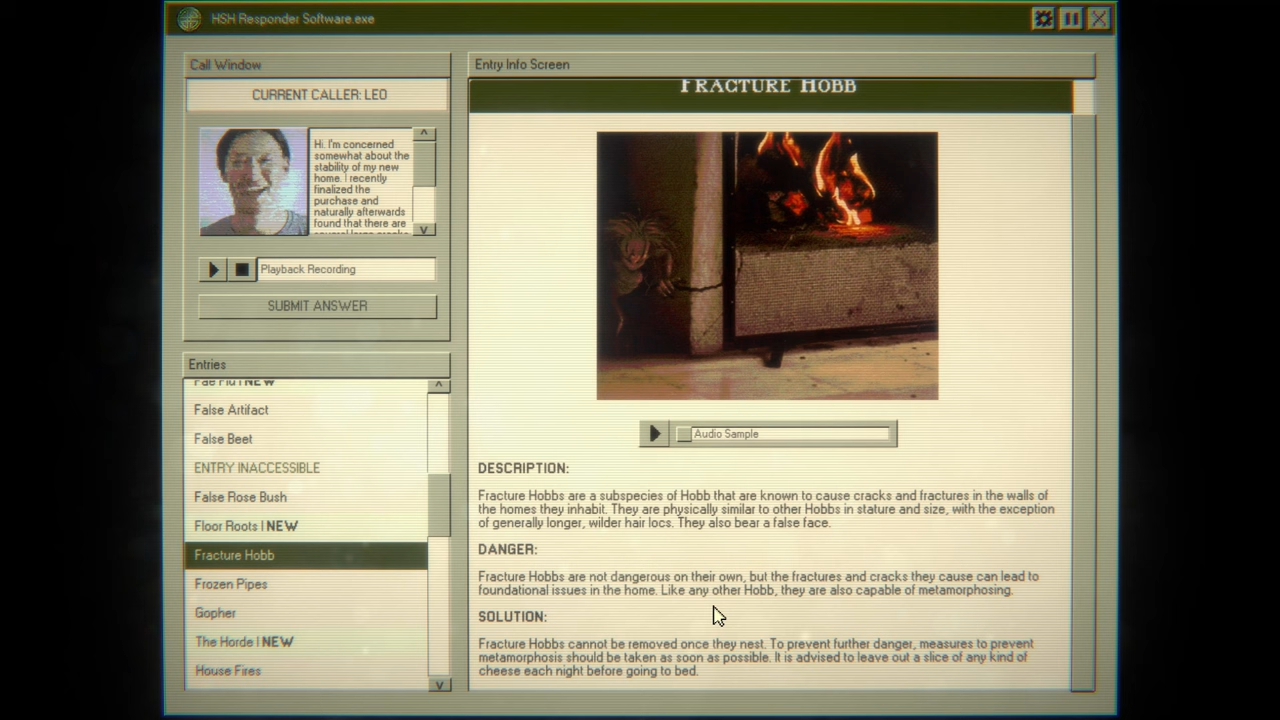 HSH Responder Software.exe
Call Window
CURRENT CALLER: LEO
Hi. I'm concerned
somewhat about the
stability of my new
home. I recently
finalized the
purchase and
naturally afterwards
found that there are
several large cracks
Playback Recording
SUBMIT ANSWER
Entries
Fae Flu | NEW
False Artifact
False Beet
ENTRY INACCESSIBLE
False Rose Bush
Floor Roots | NEW
Fracture Hobb
Frozen Pipes
Gopher
The Horde | NEW
House Fires
Entry Info Screen
FRACTURE HOBB
Audio Sample
DESCRIPTION:
Fracture Hobbs are a subspecies of Hobb that are known to cause cracks and fractures in the walls of
the homes they inhabit. They are physically similar to other Hobbs in stature and size, with the exception
of generally longer, wilder hair locs. They also bear a false face.
DANGER:
Fracture Hobbs are not dangerous on their own, but the fractures and cracks they cause can lead to
foundational issues in the home. Like any other Hobb, they are also capable of metamorphosing.
SOLUTION:
Fracture Hobbs cannot be removed once they nest. To prevent further danger, measures to prevent
metamorphosis should be taken as soon as possible. It is advised to leave out a slice of any kind of
cheese each night before going to bed.